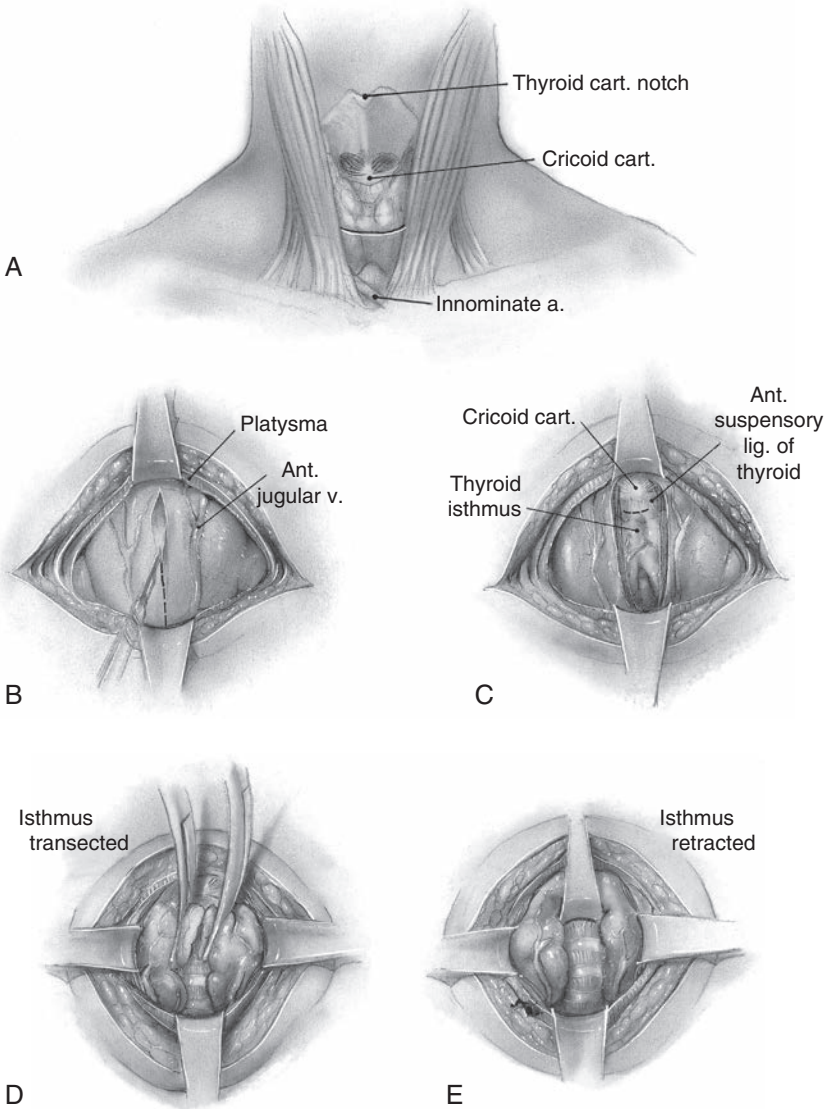 Thyroid cart. notch
Cricoid cart.
A
Innominate a.
Platysma
Ant.
jugular v.
B
Cricoid cart.
Ant.
suspensory
lig. of
thyroid
Thyroid
isthmus
C
Isthmus
transected
D
Isthmus
retracted
E